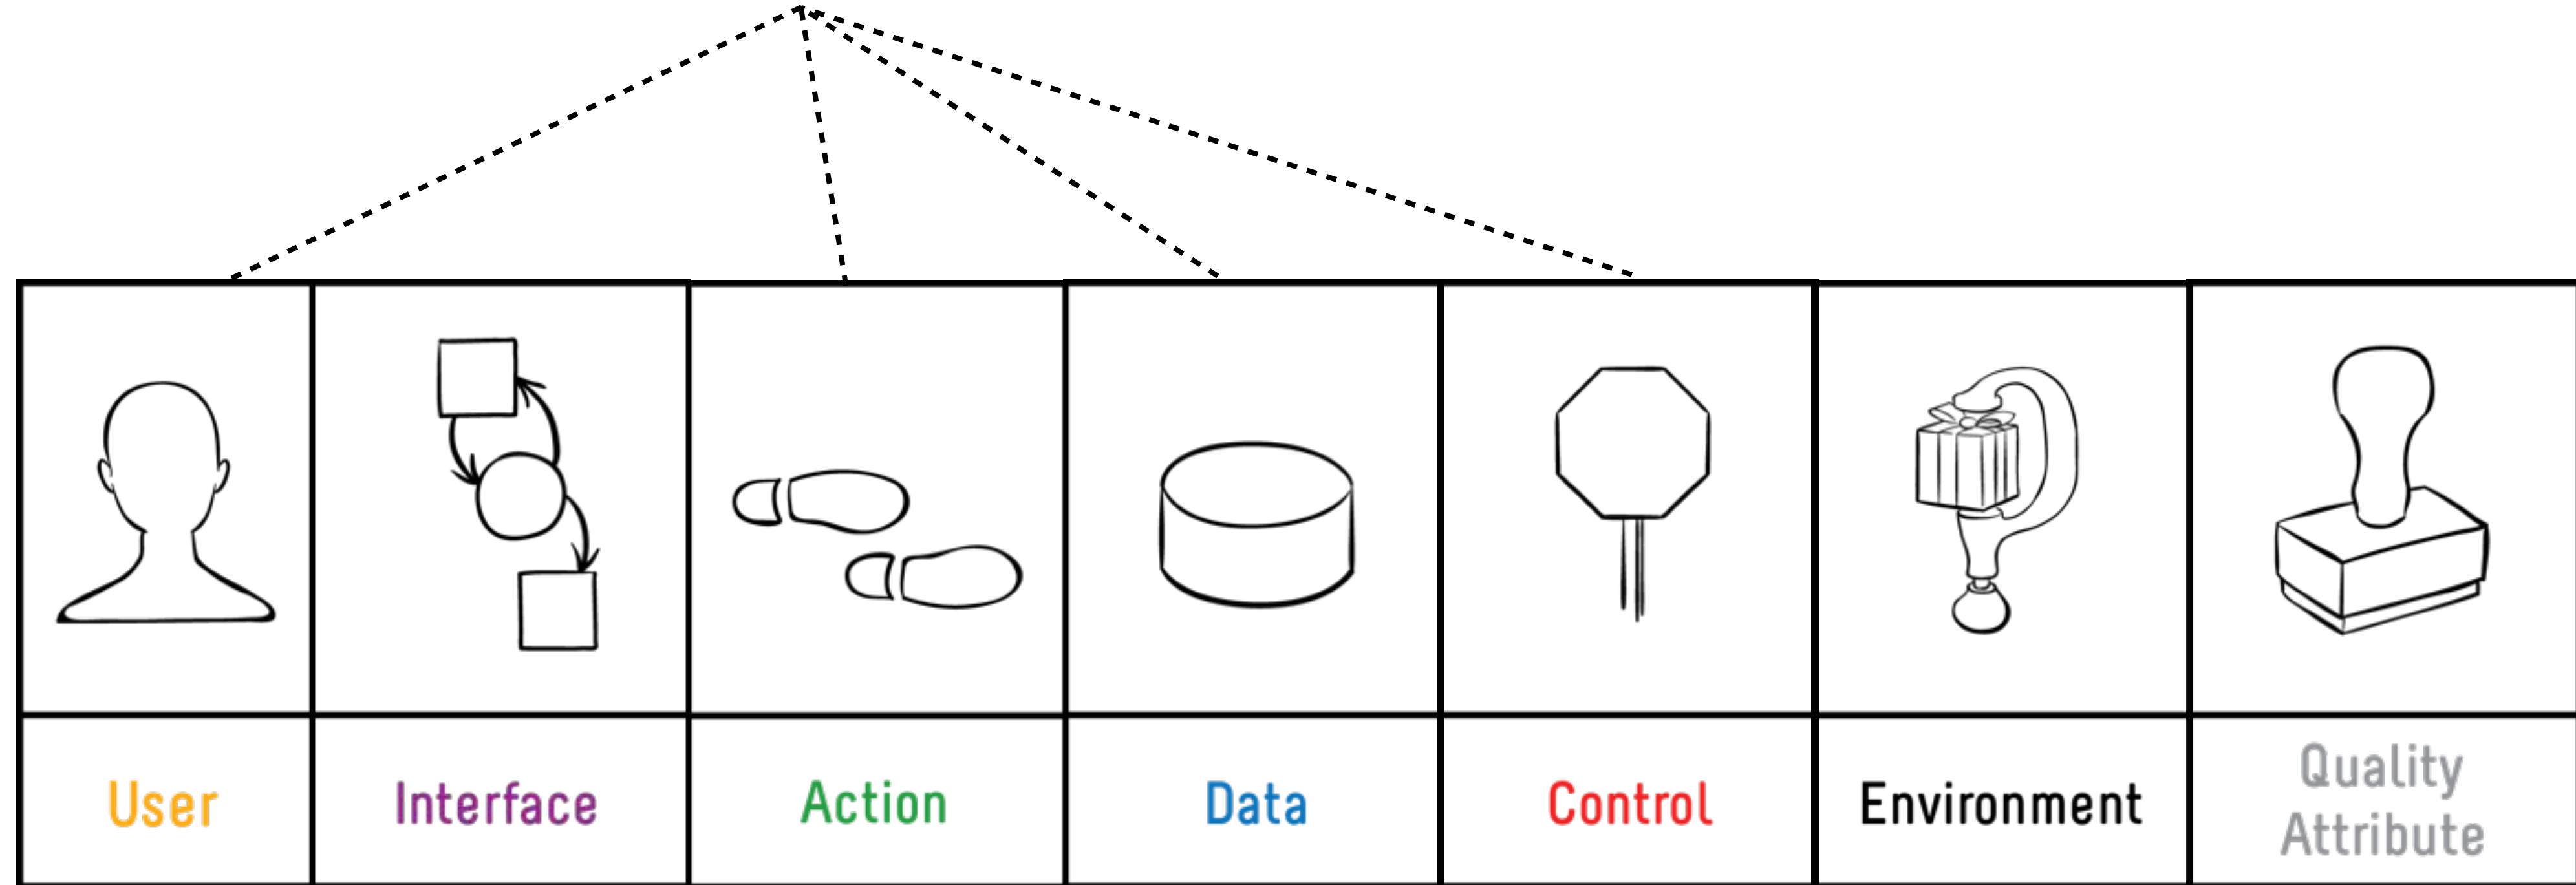 User
Interface
Action
Data
Control
Environment
Quality
Attribute